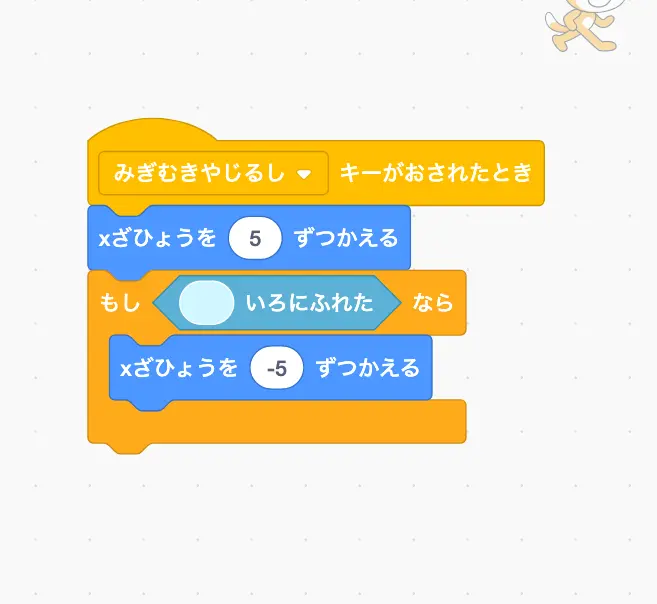 みぎむきやじるし キーがおされたとき
xざひょうを 5 ずつかえる
もし いろにふれた なら
xざひょうを -5 ずつかえる